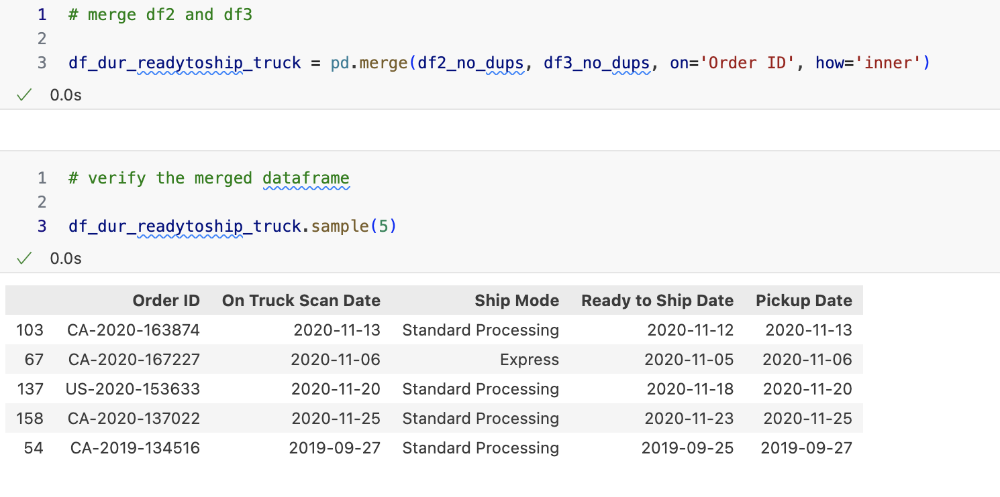 1 # merge df2 and df3
2
3 df_dur_readytoship_truck = pd.merge(df2_no_dups, df3_no_dups, on='Order ID', how='inner')
✓ 0.0s
1 # verify the merged dataframe
2
3 df_dur_readytoship_truck.sample(5)
✓ 0.0s
Order ID On Truck Scan Date Ship Mode Ready to Ship Date Pickup Date
103 CA-2020-163874 2020-11-13 Standard Processing 2020-11-12 2020-11-13
67 CA-2020-167227 2020-11-06 Express 2020-11-05 2020-11-06
137 US-2020-153633 2020-11-20 Standard Processing 2020-11-18 2020-11-20
158 CA-2020-137022 2020-11-25 Standard Processing 2020-11-23 2020-11-25
54 CA-2019-134516 2019-09-27 Standard Processing 2019-09-25 2019-09-27